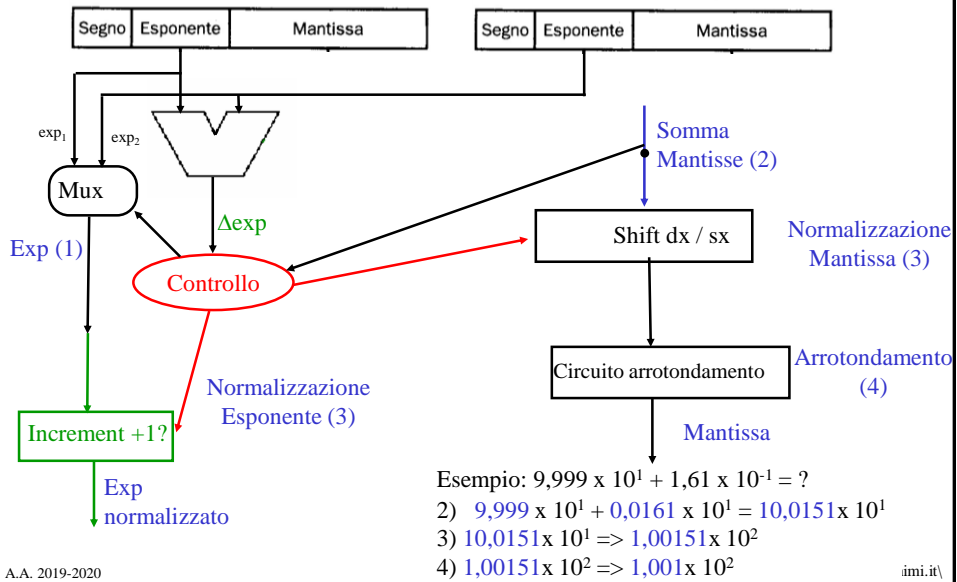 Segno Esponente Mantissa
Segno Esponente Mantissa
exp₁
exp₂
Mux
Δexp
Somma
Mantisse (2)
Exp (1)
Controllo
Shift dx / sx
Normalizzazione
Mantissa (3)
Circuito arrotondamento
Arrotondamento
(4)
Normalizzazione
Esponente (3)
Increment +1?
Mantissa
Exp
normalizzato
Esempio: 9,999 x 10¹ + 1,61 x 10⁻¹ = ?
2) 9,999 x 10¹ + 0,0161 x 10¹ = 10,0151x 10¹
3) 10,0151x 10¹ => 1,00151x 10²
4) 1,00151x 10² => 1,001x 10²
A.A. 2019-2020
imi.it\